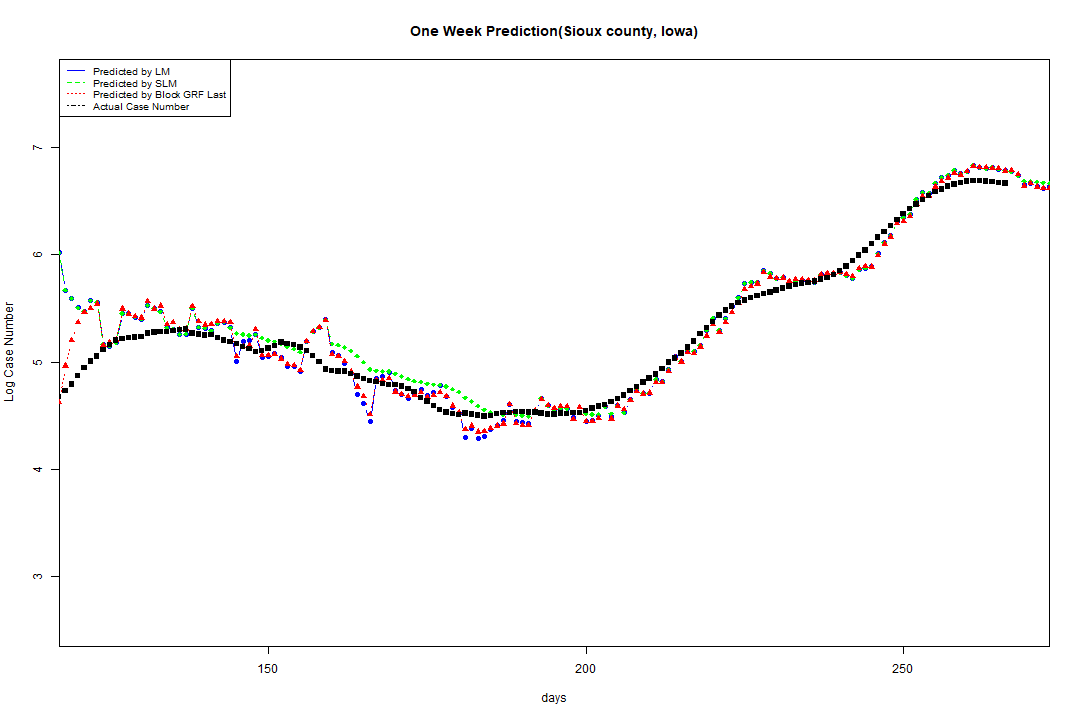 One Week Prediction(Sioux county, Iowa)
Predicted by LM
Predicted by SLM
Predicted by Block GRF Last
Actual Case Number
7
6
5
4
3
Log Case Number
150
200
250
days